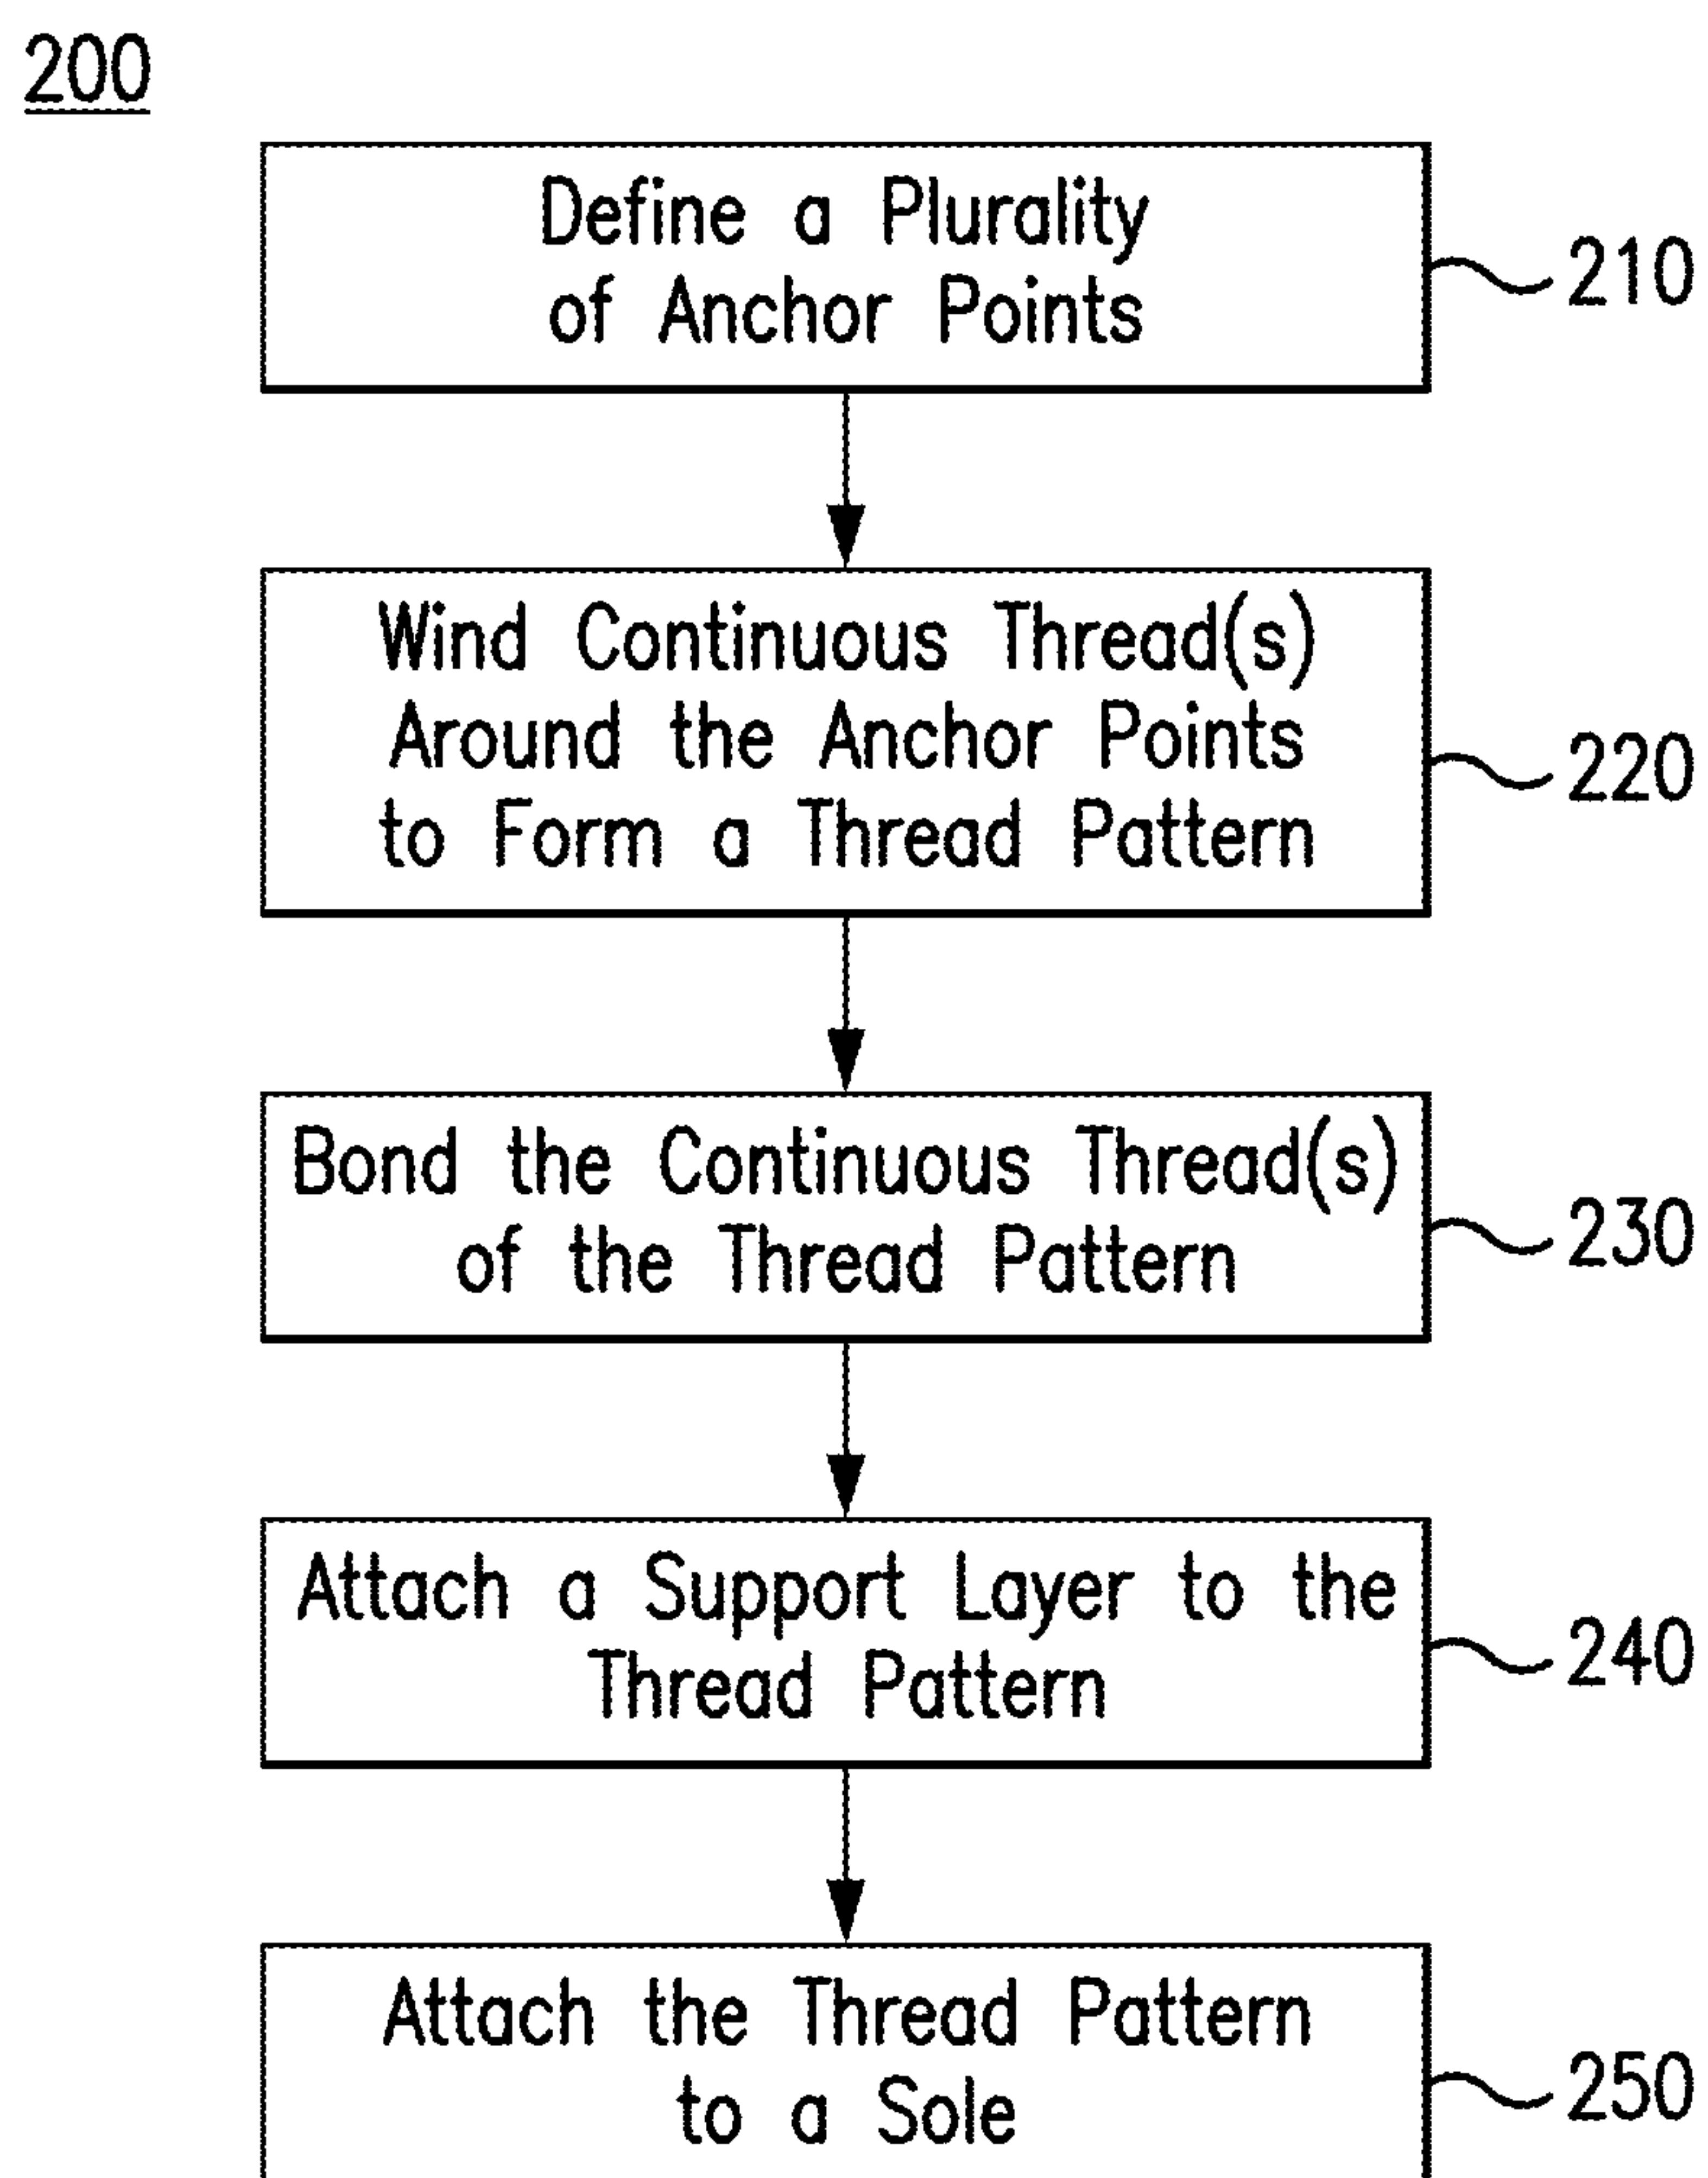 200
Define a Plurality
of Anchor Points
210
Wind Continuous Thread(s)
Around the Anchor Points
to Form a Thread Pattern
220
Bond the Continuous Thread(s)
of the Thread Pattern
230
Attach a Support Layer to the
Thread Pattern
240
Attach the Thread Pattern
to a Sole
250